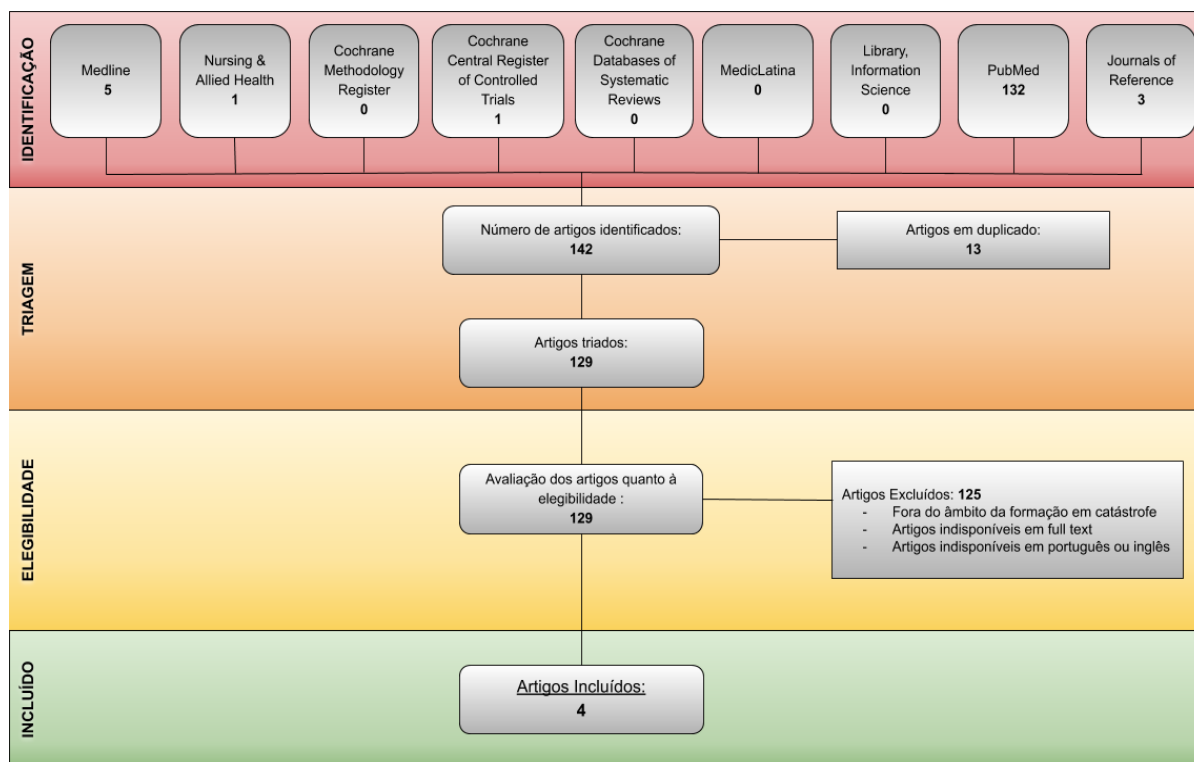 IDENTIFICAÇÃO
Medline
5
Nursing &
Allied Health
1
Cochrane
Methodology
Register
0
Cochrane
Central Register
of Controlled
Trials
1
Cochrane
Databases of
Systematic
Reviews
0
MedicLatina
0
Library,
Information
Science
0
PubMed
132
Journals of
Reference
3
TRIAGEM
Número de artigos identificados:
142
Artigos em duplicado:
13
Artigos triados:
129
ELEGIBILIDADE
Avaliação dos artigos quanto à
elegibilidade :
129
Artigos Excluídos: 125
- Fora do âmbito da formação em catástrofe
- Artigos indisponíveis em full text
- Artigos indisponíveis em português ou inglês
INCLUÍDO
Artigos Incluídos:
4